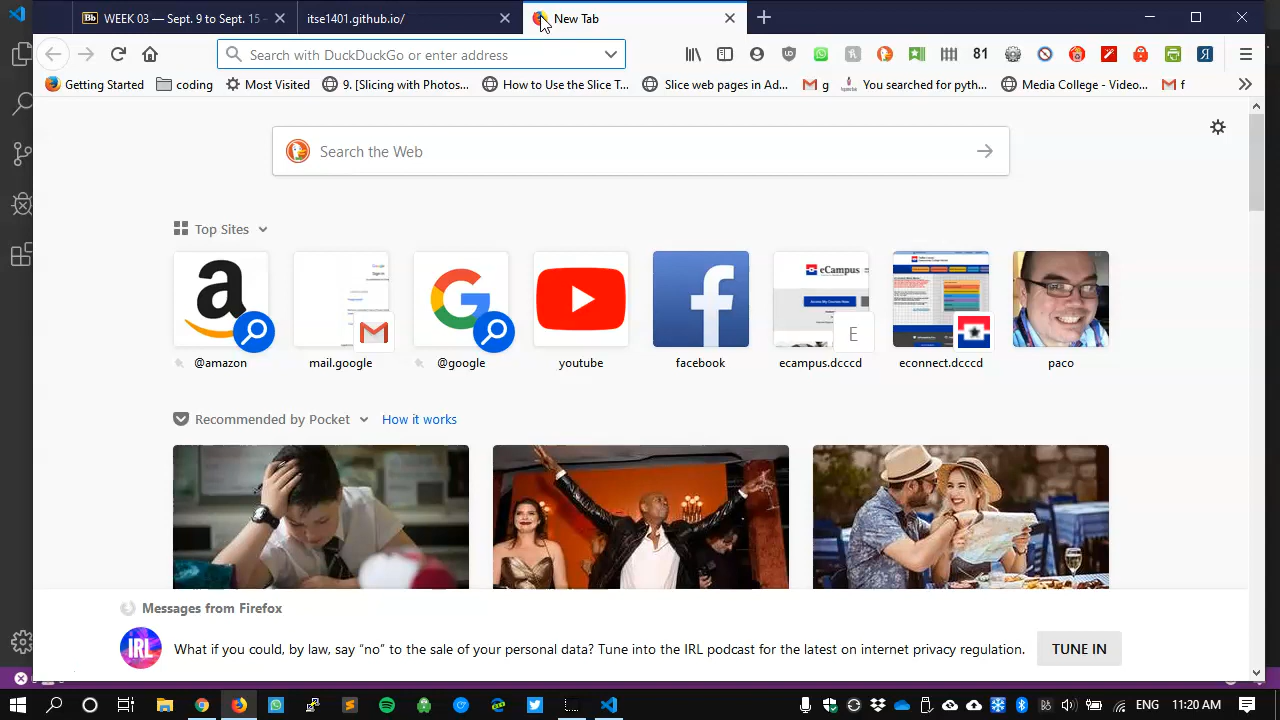 Bb WEEK 03 — Sept. 9 to Sept. 15 -
itse1401.github.io/
New Tab
Search with DuckDuckGo or enter address
81
Я
Getting Started
coding
Most Visited
9. [Slicing with Photos...
How to Use the Slice T...
Slice web pages in Ad...
g
You searched for pyth...
Media College - Video...
f
Search the Web
Top Sites
eCampus
E
@amazon
mail.google
@google
youtube
facebook
ecampus.dcccd
econnect.dcccd
paco
Recommended by Pocket
How it works
Messages from Firefox
IRL
What if you could, by law, say “no” to the sale of your personal data? Tune into the IRL podcast for the latest on internet privacy regulation.
TUNE IN
ENG
11:20 AM